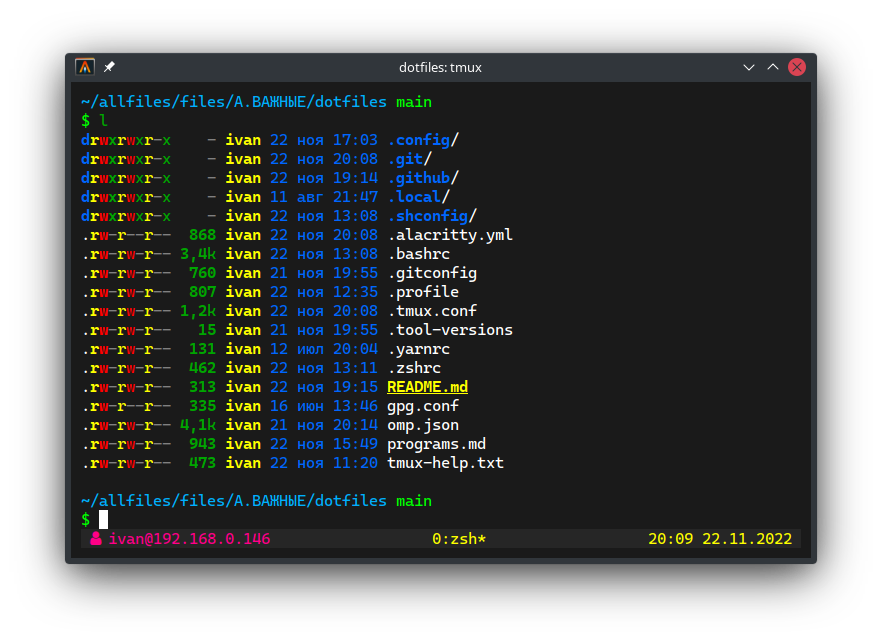 dotfiles: tmux
~/allfiles/files/А.ВАЖНЫЕ/dotfiles main
$ l
drwxrwxr-x    - ivan 22 ноя 17:03 .config/
drwxrwxr-x    - ivan 22 ноя 20:08 .git/
drwxrwxr-x    - ivan 22 ноя 19:14 .github/
drwxrwxr-x    - ivan 11 авг 21:47 .local/
drwxrwxr-x    - ivan 22 ноя 13:08 .shconfig/
.rw-r--r--  868 ivan 22 ноя 20:08 .alacritty.yml
.rw-rw-r-- 3,4k ivan 22 ноя 13:08 .bashrc
.rw-rw-r--  760 ivan 21 ноя 19:55 .gitconfig
.rw-rw-r--  807 ivan 22 ноя 12:35 .profile
.rw-rw-r-- 1,2k ivan 22 ноя 20:08 .tmux.conf
.rw-rw-r--   15 ivan 21 ноя 19:55 .tool-versions
.rw-rw-r--  131 ivan 12 июл 20:04 .yarnrc
.rw-rw-r--  462 ivan 22 ноя 13:11 .zshrc
.rw-rw-r--  313 ivan 22 ноя 19:15 README.md
.rw-r--r--  335 ivan 16 июн 13:46 gpg.conf
.rw-rw-r-- 4,1k ivan 21 ноя 20:14 omp.json
.rw-rw-r--  943 ivan 22 ноя 15:49 programs.md
.rw-rw-r--  473 ivan 22 ноя 11:20 tmux-help.txt
~/allfiles/files/А.ВАЖНЫЕ/dotfiles main
$
ivan@192.168.0.146 0:zsh* 20:09 22.11.2022